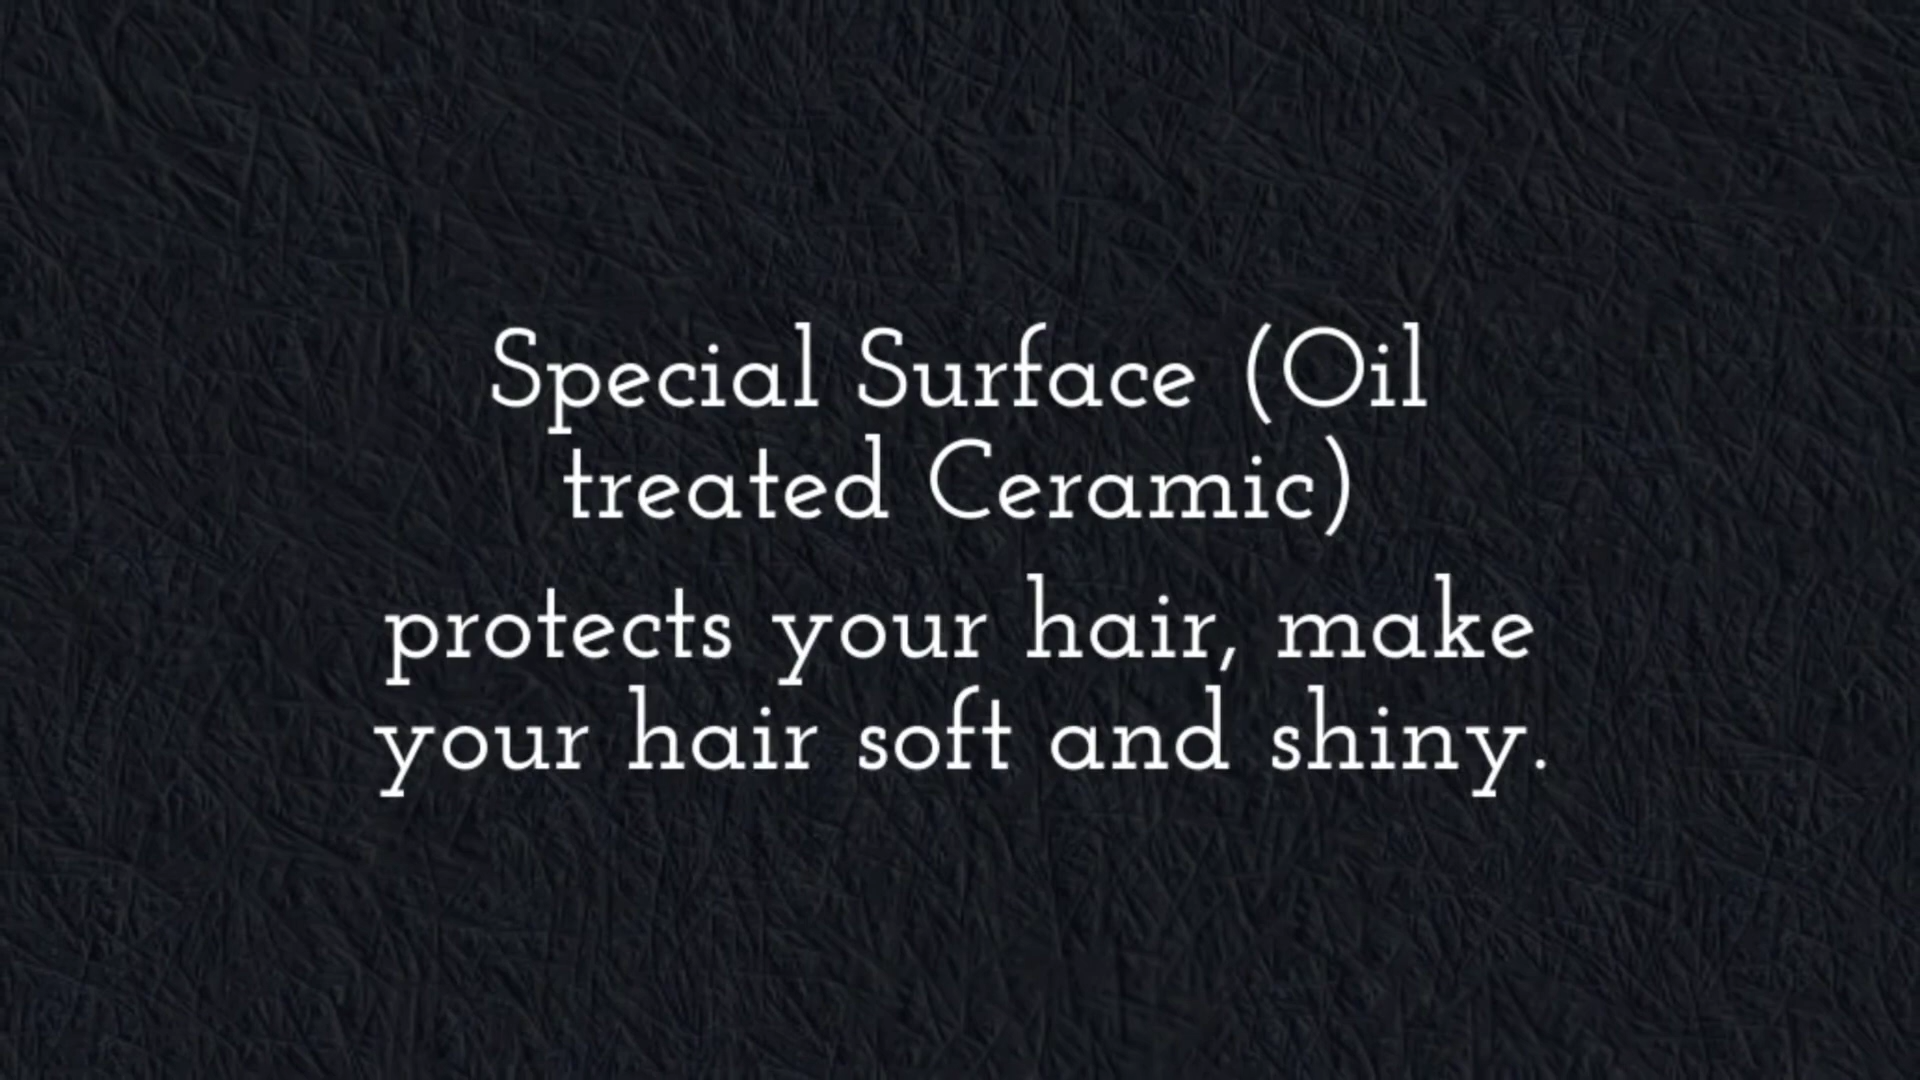 Special Surface (Oil
treated Ceramic)
protects your hair, make
your hair soft and shiny.